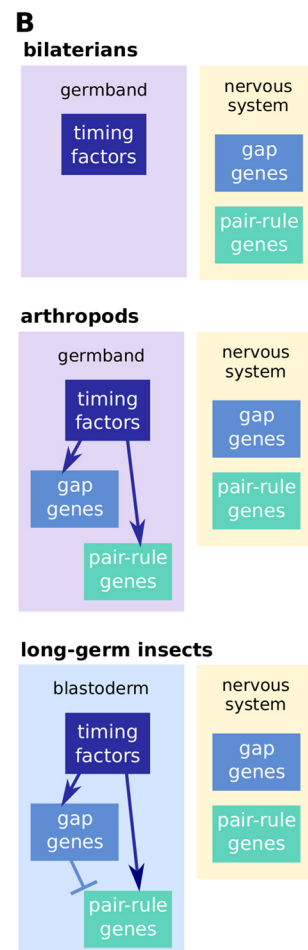 B
bilaterians
germband
timing
factors
nervous
system
gap
genes
pair-rule
genes
arthropods
germband
timing
factors
gap
genes
pair-rule
genes
nervous
system
gap
genes
pair-rule
genes
long-germ insects
blastoderm
timing
factors
gap
genes
pair-rule
genes
nervous
system
gap
genes
pair-rule
genes